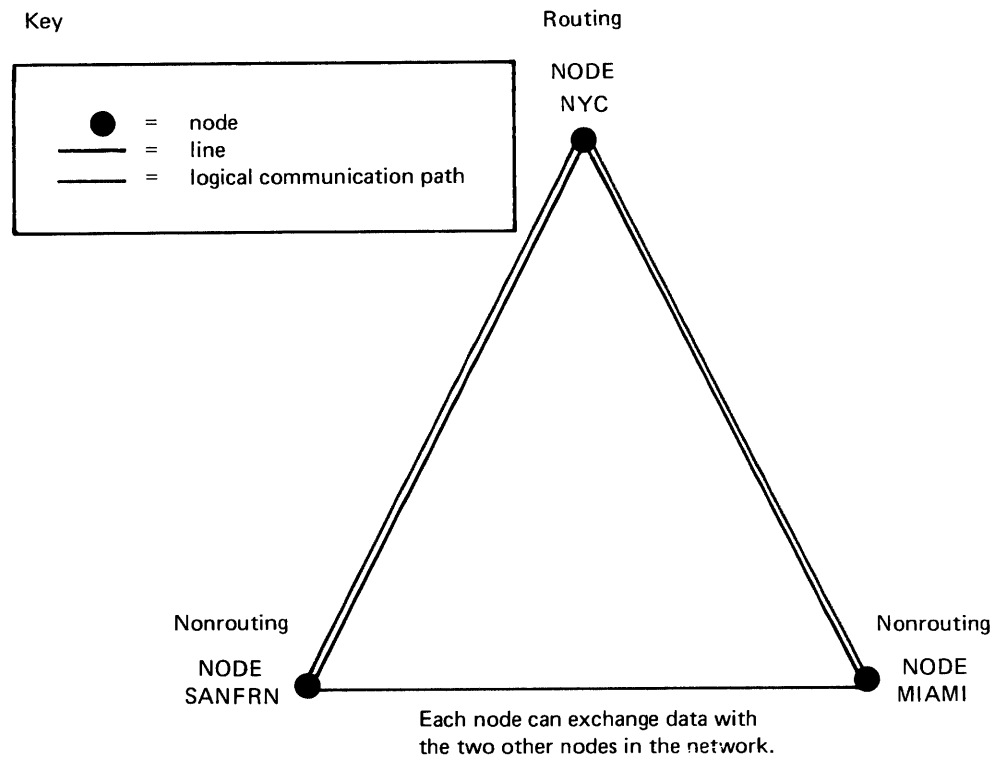 Key
Routing
NODE
NYC
= node
= line
= logical communication path
Nonrouting
NODE
SANFRN
Nonrouting
NODE
MIAMI
Each node can exchange data with
the two other nodes in the network.